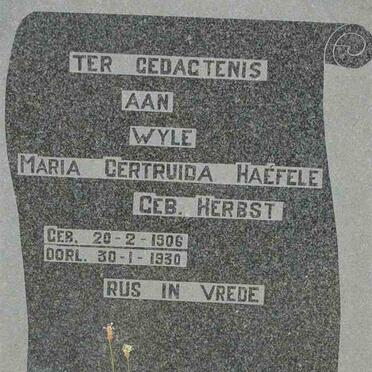 TER GEDAGTENIS
AAN
WYLE
MARIA GERTRUIDA HAÉFELE
GEB. HERBST
GEB. 20-2-1906
OORL. 30-1-1930
RUS IN VREDE